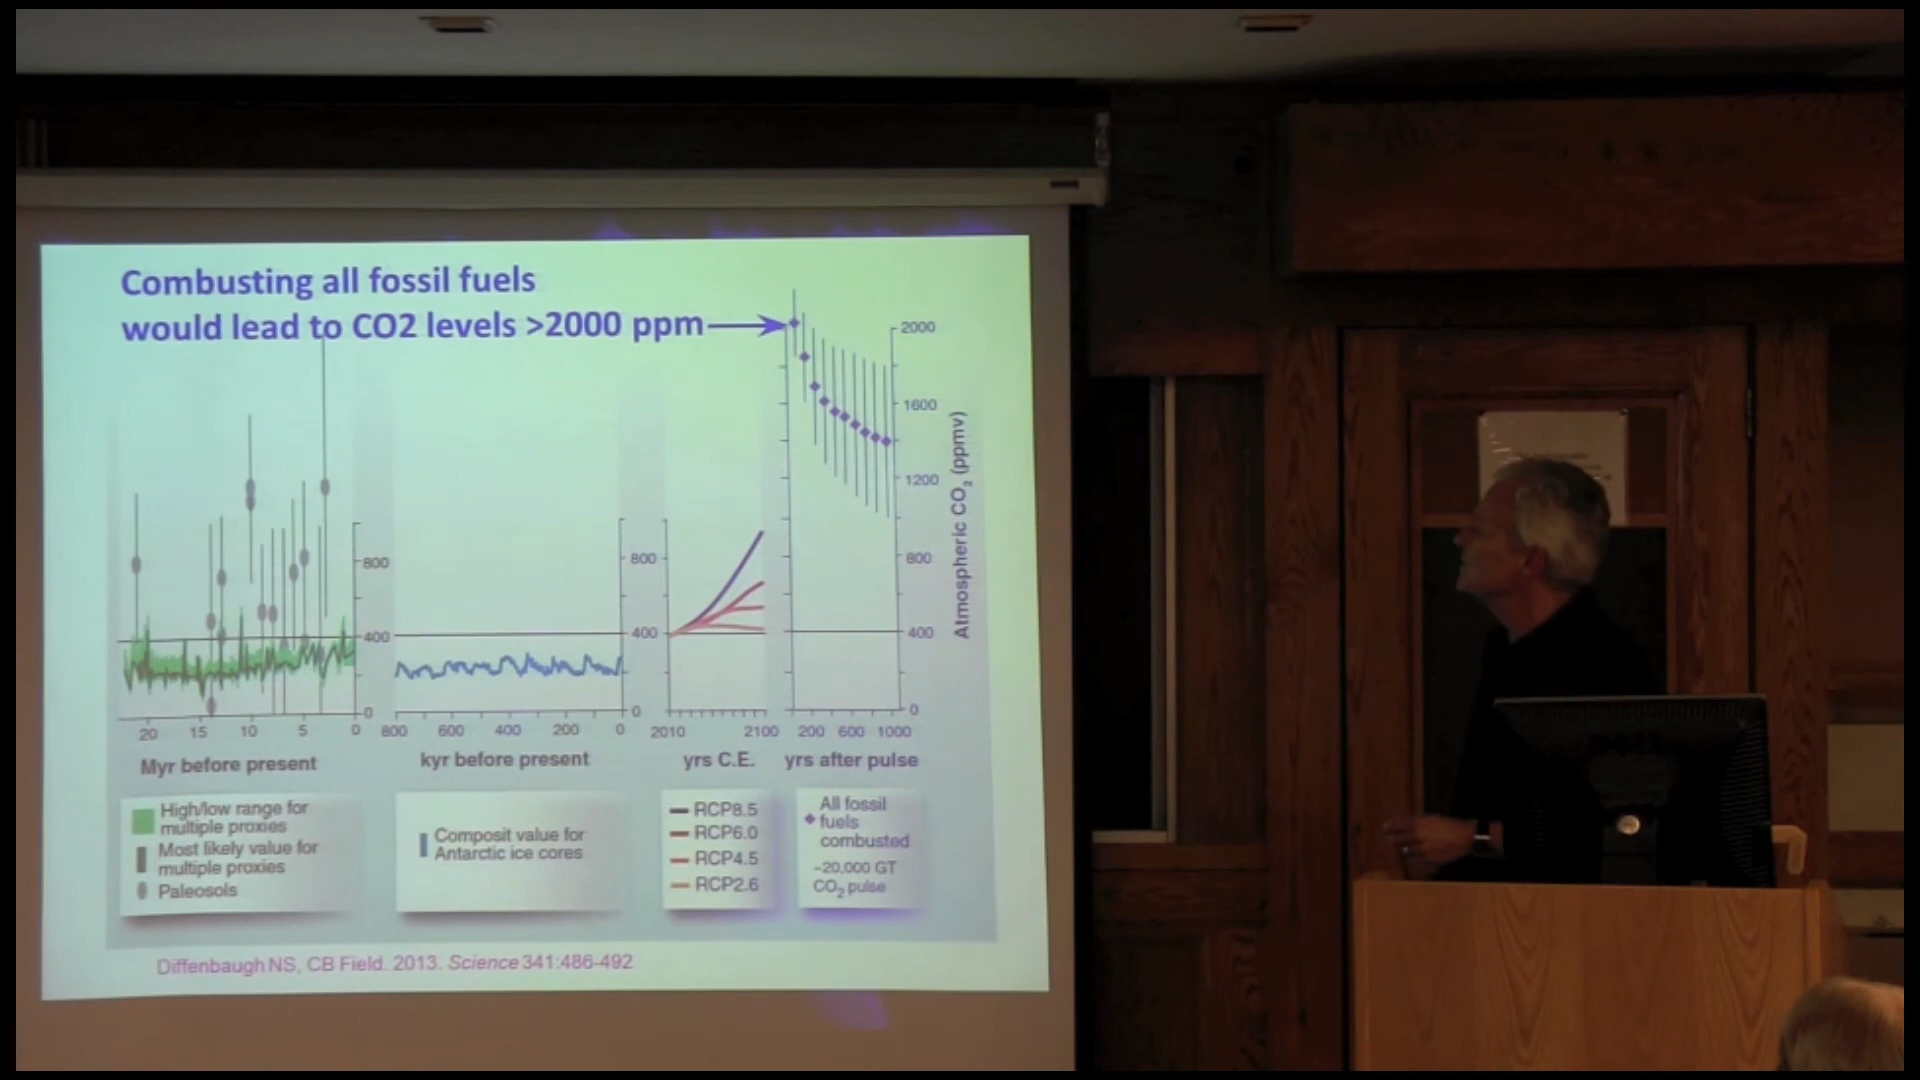 Combusting all fossil fuels
would lead to CO2 levels >2000 ppm
2000
1600
1200
800
400
0
Atmospheric CO2 (ppmv)
800
400
0
800
400
0
20 15 10 5 0
800 600 400 200 0
2010 2100
200 600 1000
Myr before present
kyr before present
yrs C.E.
yrs after pulse
High/low range for
multiple proxies
Most likely value for
multiple proxies
Paleosols
Composit value for
Antarctic ice cores
RCP8.5
RCP6.0
RCP4.5
RCP2.6
All fossil
fuels
combusted
~20,000 GT
CO2 pulse
Diffenbaugh NS, CB Field. 2013. Science 341:486-492